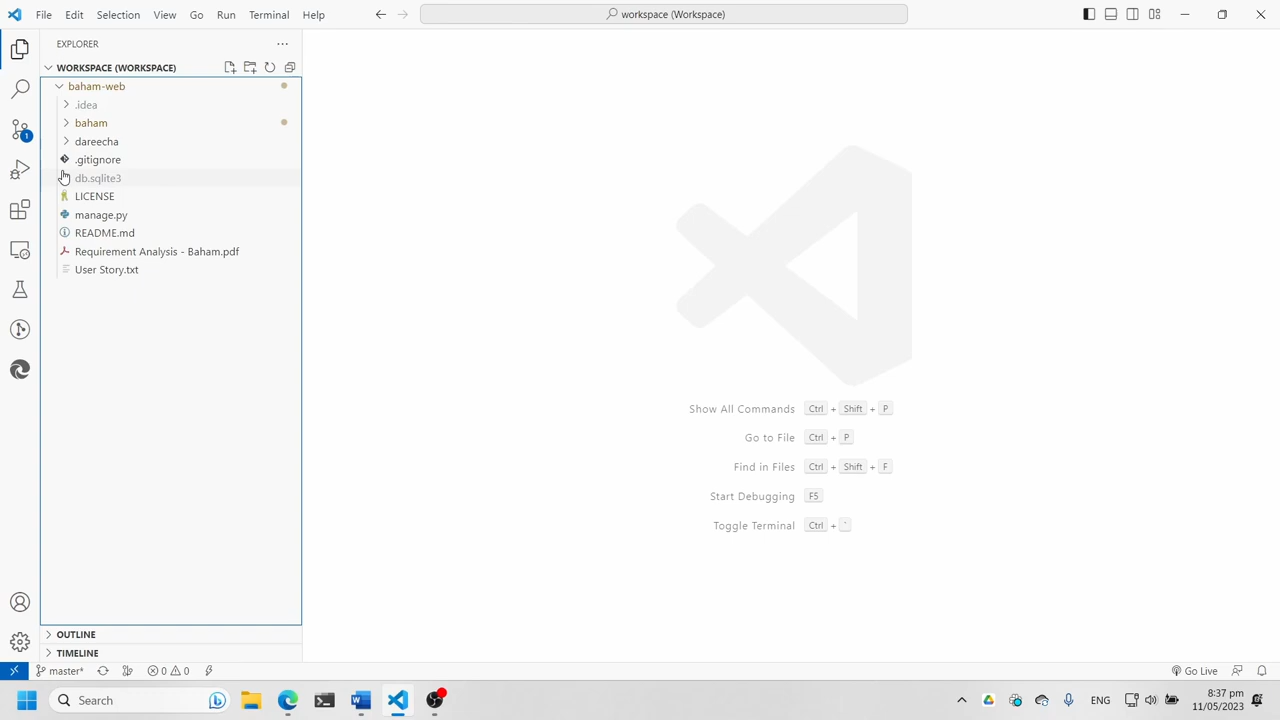 File Edit Selection View Go Run Terminal Help
workspace (Workspace)
EXPLORER
WORKSPACE (WORKSPACE)
baham-web
.idea
baham
dareecha
.gitignore
db.sqlite3
LICENSE
manage.py
README.md
Requirement Analysis - Baham.pdf
User Story.txt
Show All Commands Ctrl + Shift + P
Go to File Ctrl + P
Find in Files Ctrl + Shift + F
Start Debugging F5
Toggle Terminal Ctrl + `
OUTLINE
TIMELINE
master* 0 0 Go Live
Search
ENG
8:37 pm
11/05/2023
1